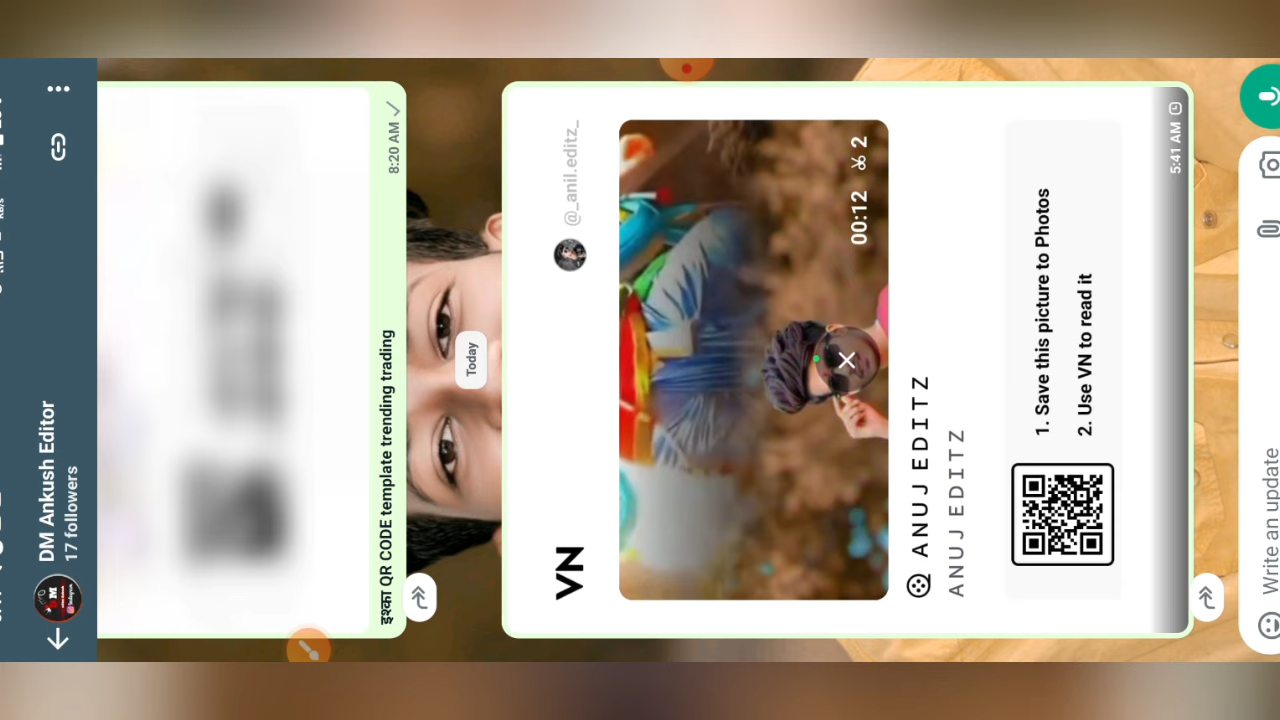 DM Ankush Editor
17 followers
इस्का QR CODE template trending trading
8:20 AM
Today
VN
@_anil.editz_
00:12 2
ANUJ EDITZ
ANUJ EDITZ
1. Save this picture to Photos
2. Use VN to read it
5:41 AM
Write an update